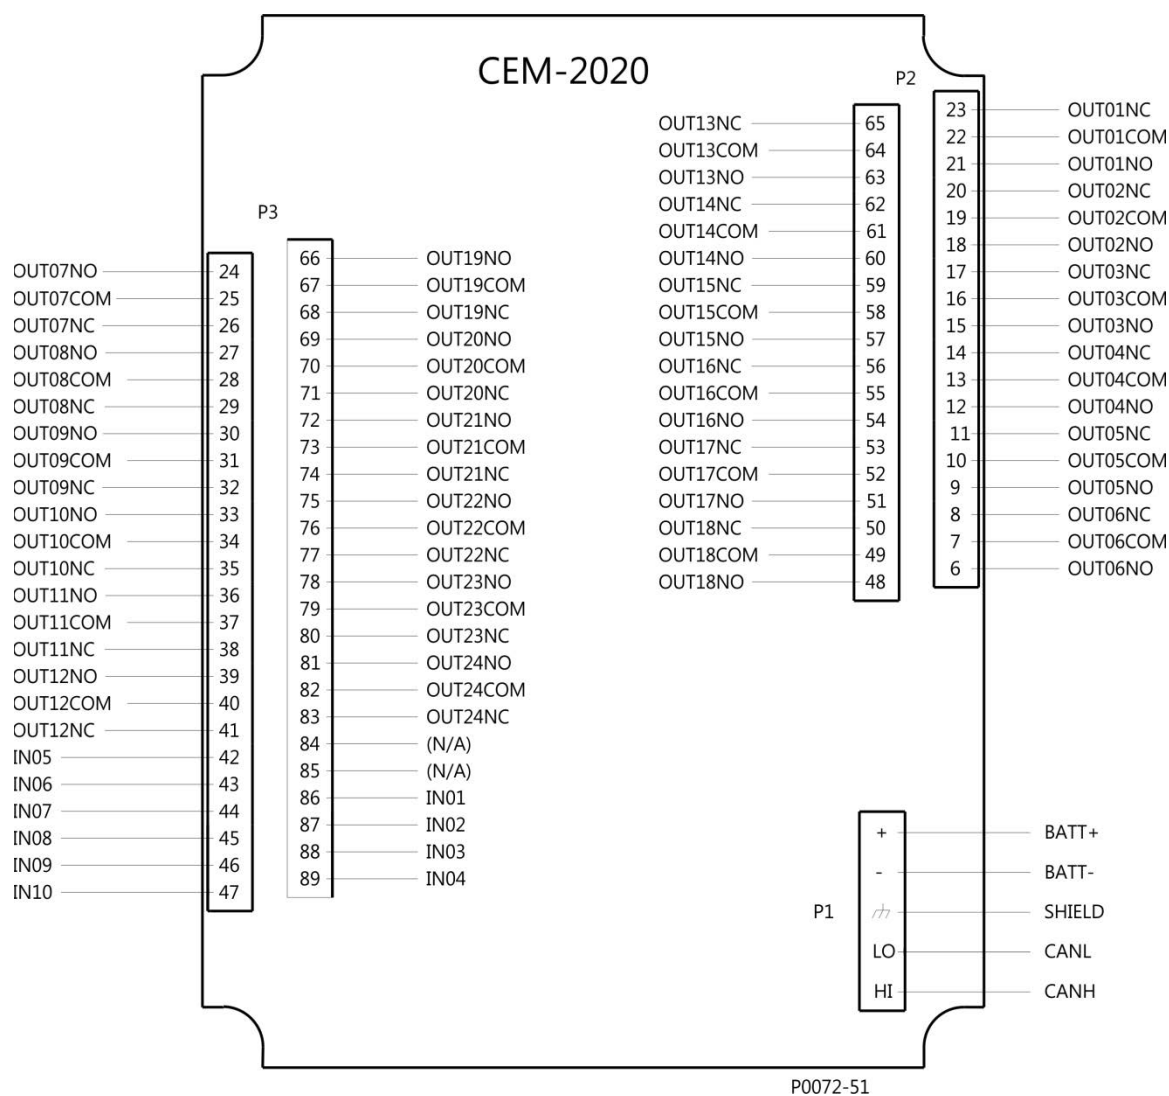 CEM-2020
P2
23 OUT01NC
22 OUT01COM
21 OUT01NO
20 OUT02NC
19 OUT02COM
18 OUT02NO
17 OUT03NC
16 OUT03COM
15 OUT03NO
14 OUT04NC
13 OUT04COM
12 OUT04NO
11 OUT05NC
10 OUT05COM
9 OUT05NO
8 OUT06NC
7 OUT06COM
6 OUT06NO
OUT13NC 65
OUT13COM 64
OUT13NO 63
OUT14NC 62
OUT14COM 61
OUT14NO 60
OUT15NC 59
OUT15COM 58
OUT15NO 57
OUT16NC 56
OUT16COM 55
OUT16NO 54
OUT17NC 53
OUT17COM 52
OUT17NO 51
OUT18NC 50
OUT18COM 49
OUT18NO 48
P3
OUT07NO 24
OUT07COM 25
OUT07NC 26
OUT08NO 27
OUT08COM 28
OUT08NC 29
OUT09NO 30
OUT09COM 31
OUT09NC 32
OUT10NO 33
OUT10COM 34
OUT10NC 35
OUT11NO 36
OUT11COM 37
OUT11NC 38
OUT12NO 39
OUT12COM 40
OUT12NC 41
IN05 42
IN06 43
IN07 44
IN08 45
IN09 46
IN10 47
66 OUT19NO
67 OUT19COM
68 OUT19NC
69 OUT20NO
70 OUT20COM
71 OUT20NC
72 OUT21NO
73 OUT21COM
74 OUT21NC
75 OUT22NO
76 OUT22COM
77 OUT22NC
78 OUT23NO
79 OUT23COM
80 OUT23NC
81 OUT24NO
82 OUT24COM
83 OUT24NC
84 (N/A)
85 (N/A)
86 IN01
87 IN02
88 IN03
89 IN04
P1
+ BATT+
- BATT-
SHIELD
LO CANL
HI CANH
P0072-51